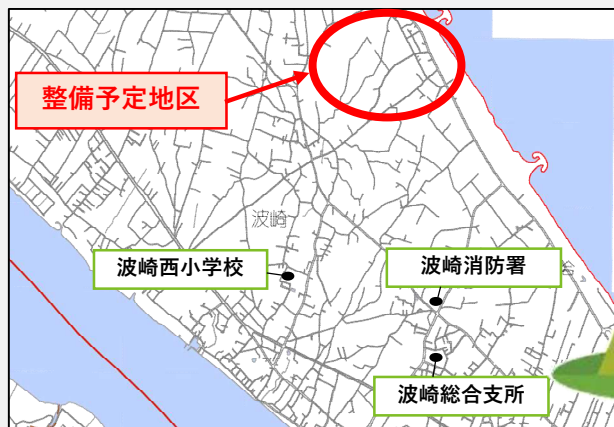 整備予定地区
波崎
波崎西小学校
波崎消防署
波崎総合支所